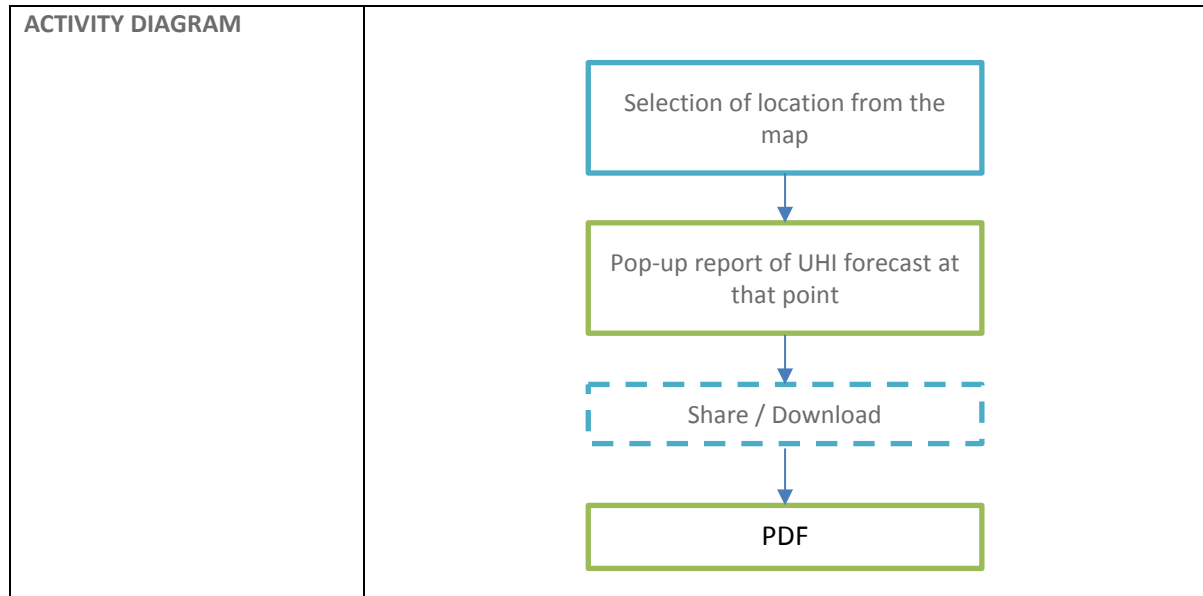 ACTIVITY DIAGRAM
Selection of location from the
map
Pop-up report of UHI forecast at
that point
Share / Download
PDF